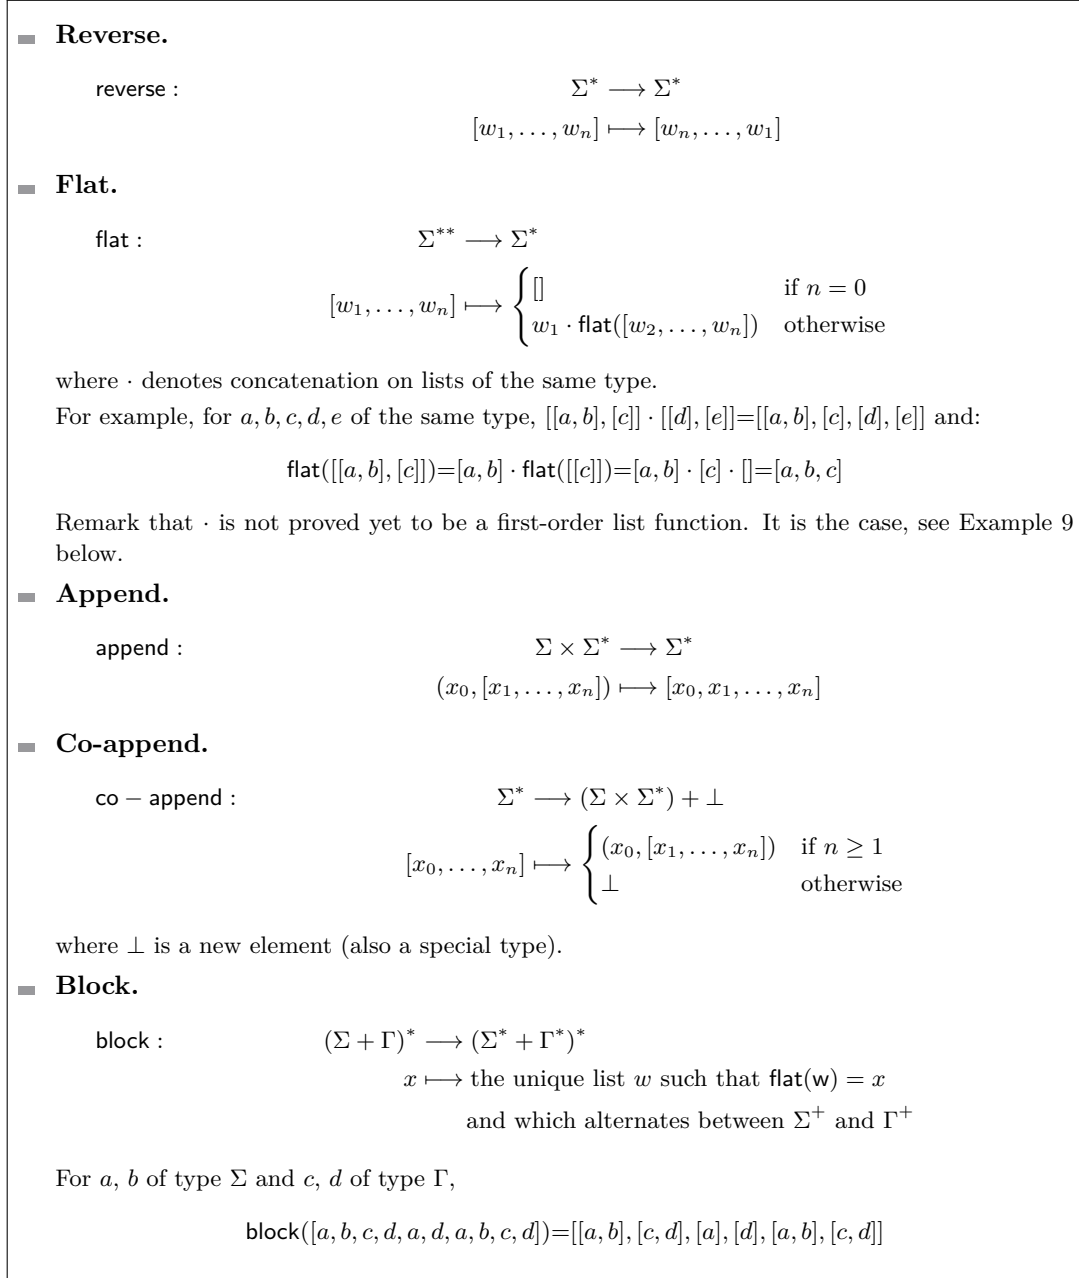 Reverse.
reverse : Σ* ⟶ Σ*
[w₁, . . . , wₙ] ⟼ [wₙ, . . . , w₁]
Flat.
flat : Σ** ⟶ Σ*
[w₁, . . . , wₙ] ⟼ { [] if n = 0
w₁ · flat([w₂, . . . , wₙ]) otherwise
where · denotes concatenation on lists of the same type.
For example, for a, b, c, d, e of the same type, [[a, b], [c]] · [[d], [e]]=[[a, b], [c], [d], [e]] and:
flat([[a, b], [c]])=[a, b] · flat([[c]])=[a, b] · [c] · []=[a, b, c]
Remark that · is not proved yet to be a first-order list function. It is the case, see Example 9
below.
Append.
append : Σ × Σ* ⟶ Σ*
(x₀, [x₁, . . . , xₙ]) ⟼ [x₀, x₁, . . . , xₙ]
Co-append.
co − append : Σ* ⟶ (Σ × Σ*) + ⊥
[x₀, . . . , xₙ] ⟼ { (x₀, [x₁, . . . , xₙ]) if n ≥ 1
⊥ otherwise
where ⊥ is a new element (also a special type).
Block.
block : (Σ + Γ)* ⟶ (Σ* + Γ*)*
x ⟼ the unique list w such that flat(w) = x
and which alternates between Σ⁺ and Γ⁺
For a, b of type Σ and c, d of type Γ,
block([a, b, c, d, a, d, a, b, c, d])=[[a, b], [c, d], [a], [d], [a, b], [c, d]]